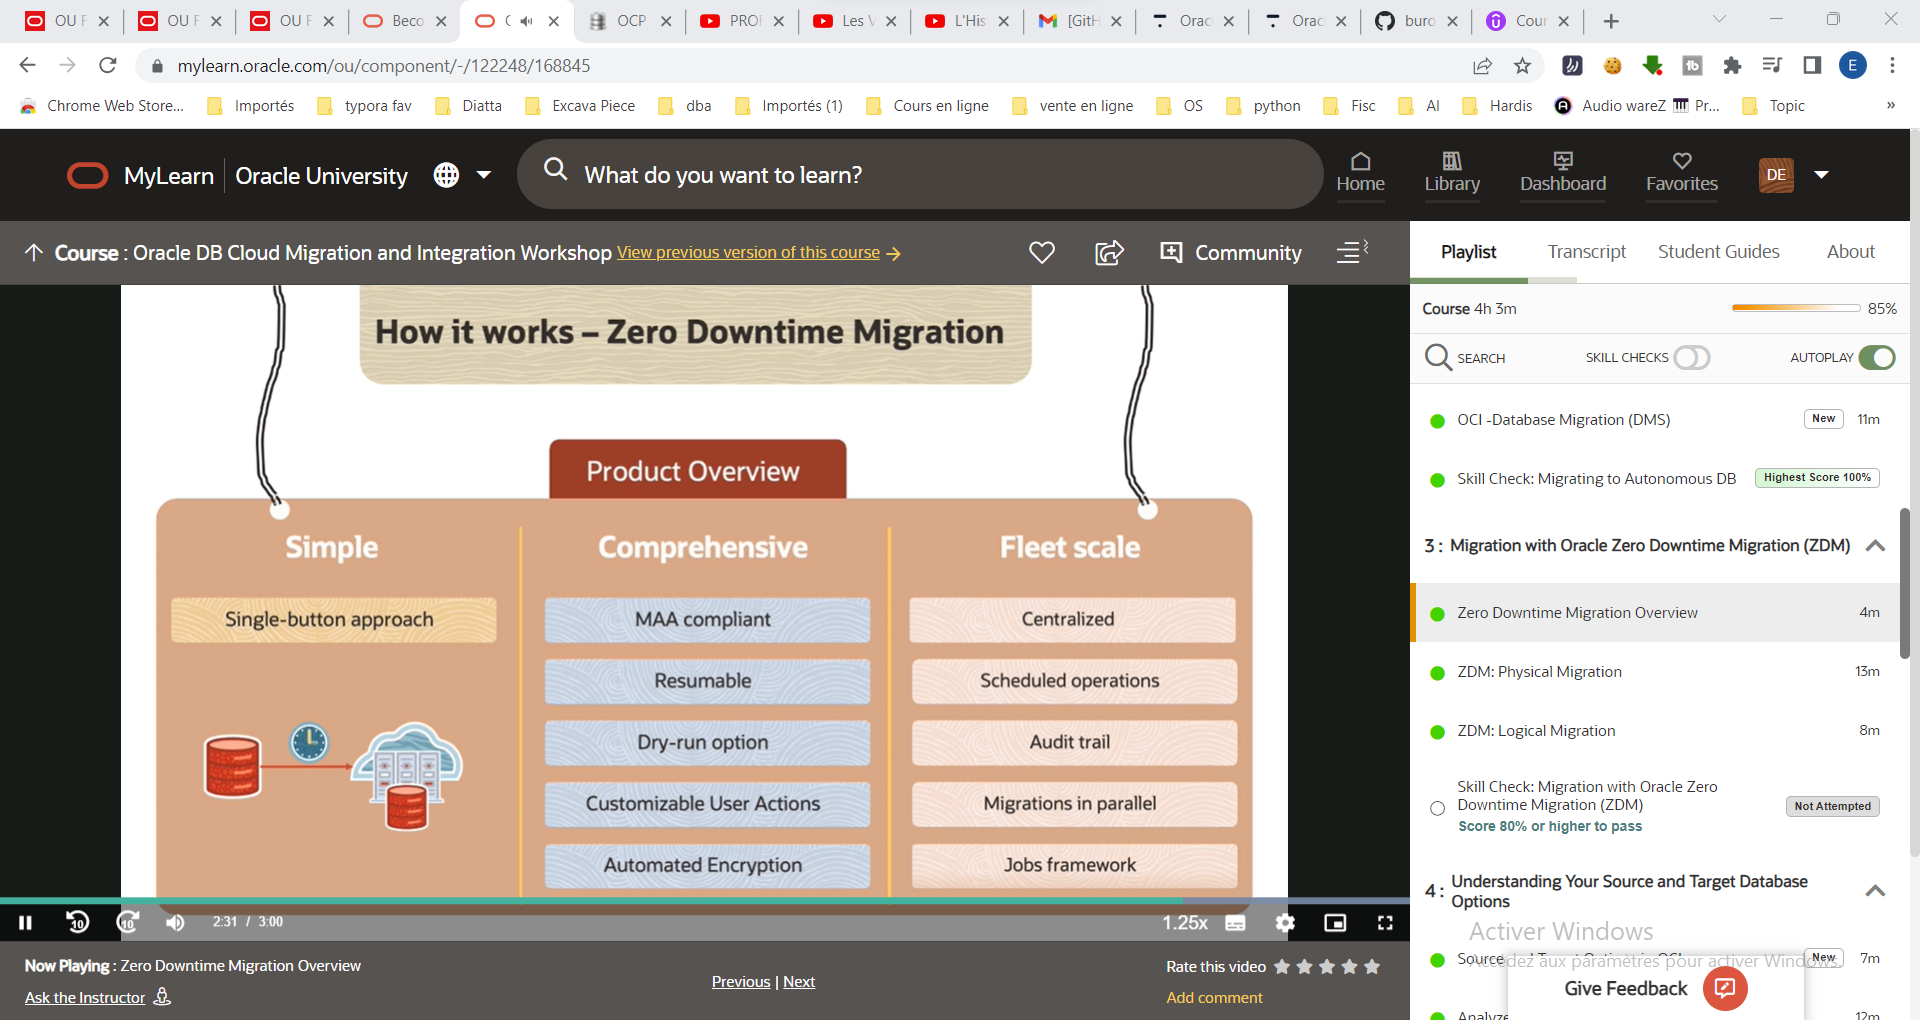 OU F
OU F
OU F
Beco
OCP
PROF
Les V
L'His
[GitH
Orac
Orac
buro
Cour
mylearn.oracle.com/ou/component/-/122248/168845
E
Chrome Web Store...
Importés
typora fav
Diatta
Excava Piece
dba
Importés (1)
Cours en ligne
vente en ligne
OS
python
Fisc
AI
Hardis
Audio wareZ
Pr...
Topic
»
MyLearn
Oracle University
What do you want to learn?
Home
Library
Dashboard
Favorites
DE
Course : Oracle DB Cloud Migration and Integration Workshop View previous version of this course
Community
Playlist
Transcript
Student Guides
About
How it works – Zero Downtime Migration
Product Overview
Simple
Comprehensive
Fleet scale
Single-button approach
MAA compliant
Centralized
Resumable
Scheduled operations
Dry-run option
Audit trail
Customizable User Actions
Migrations in parallel
Automated Encryption
Jobs framework
10
10
2:31 / 3:00
1.25x
Now Playing : Zero Downtime Migration Overview
Ask the Instructor
Previous | Next
Rate this video
Add comment
Course 4h 3m
85%
SEARCH
SKILL CHECKS
AUTOPLAY
OCI -Database Migration (DMS)
New
11m
Skill Check: Migrating to Autonomous DB
Highest Score 100%
3 : Migration with Oracle Zero Downtime Migration (ZDM)
Zero Downtime Migration Overview
4m
ZDM: Physical Migration
13m
ZDM: Logical Migration
8m
Skill Check: Migration with Oracle Zero
Downtime Migration (ZDM)
Not Attempted
Score 80% or higher to pass
4 : Understanding Your Source and Target Database
Options
Activer Windows
Accédez aux paramètres pour activer Windows.
New
7m
Give Feedback
Analyze
12m